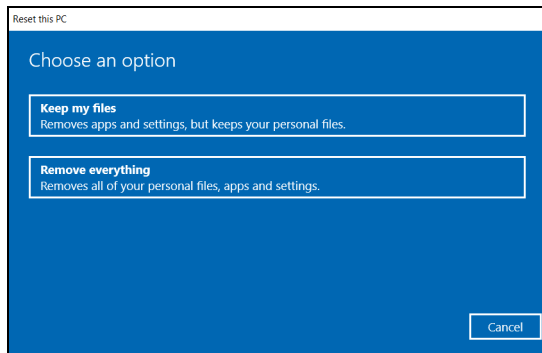 Reset this PC
Choose an option
Keep my files
Removes apps and settings, but keeps your personal files.
Remove everything
Removes all of your personal files, apps and settings.
Cancel